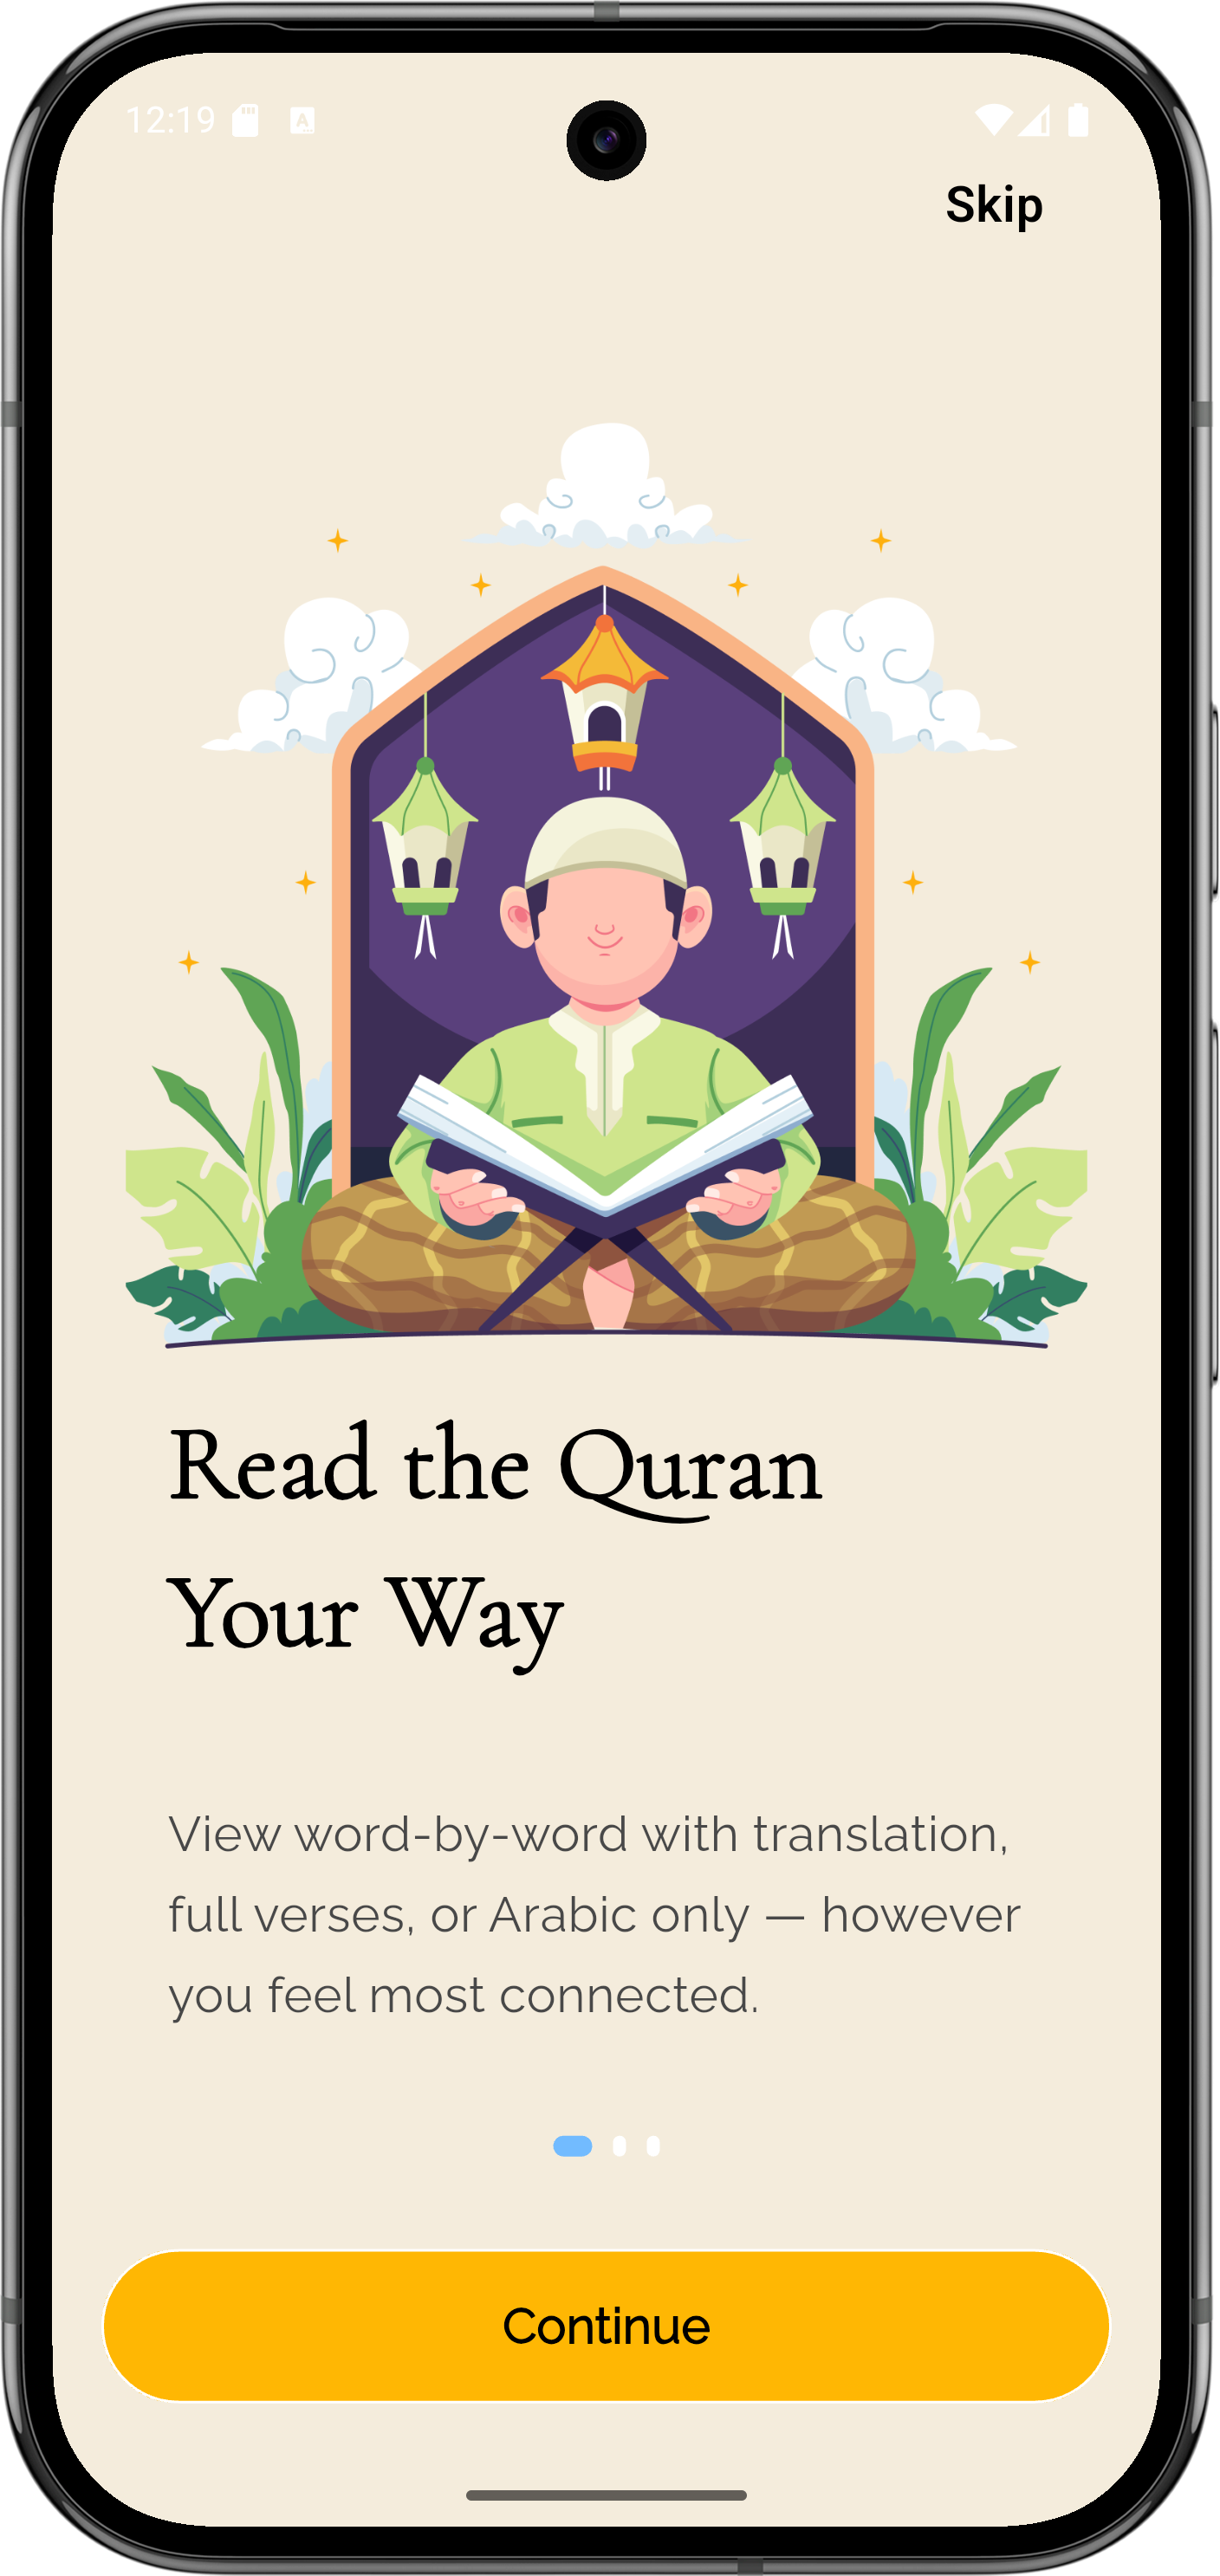 12:19
Skip
Read the Quran
Your Way
View word-by-word with translation,
full verses, or Arabic only — however
you feel most connected.
Continue